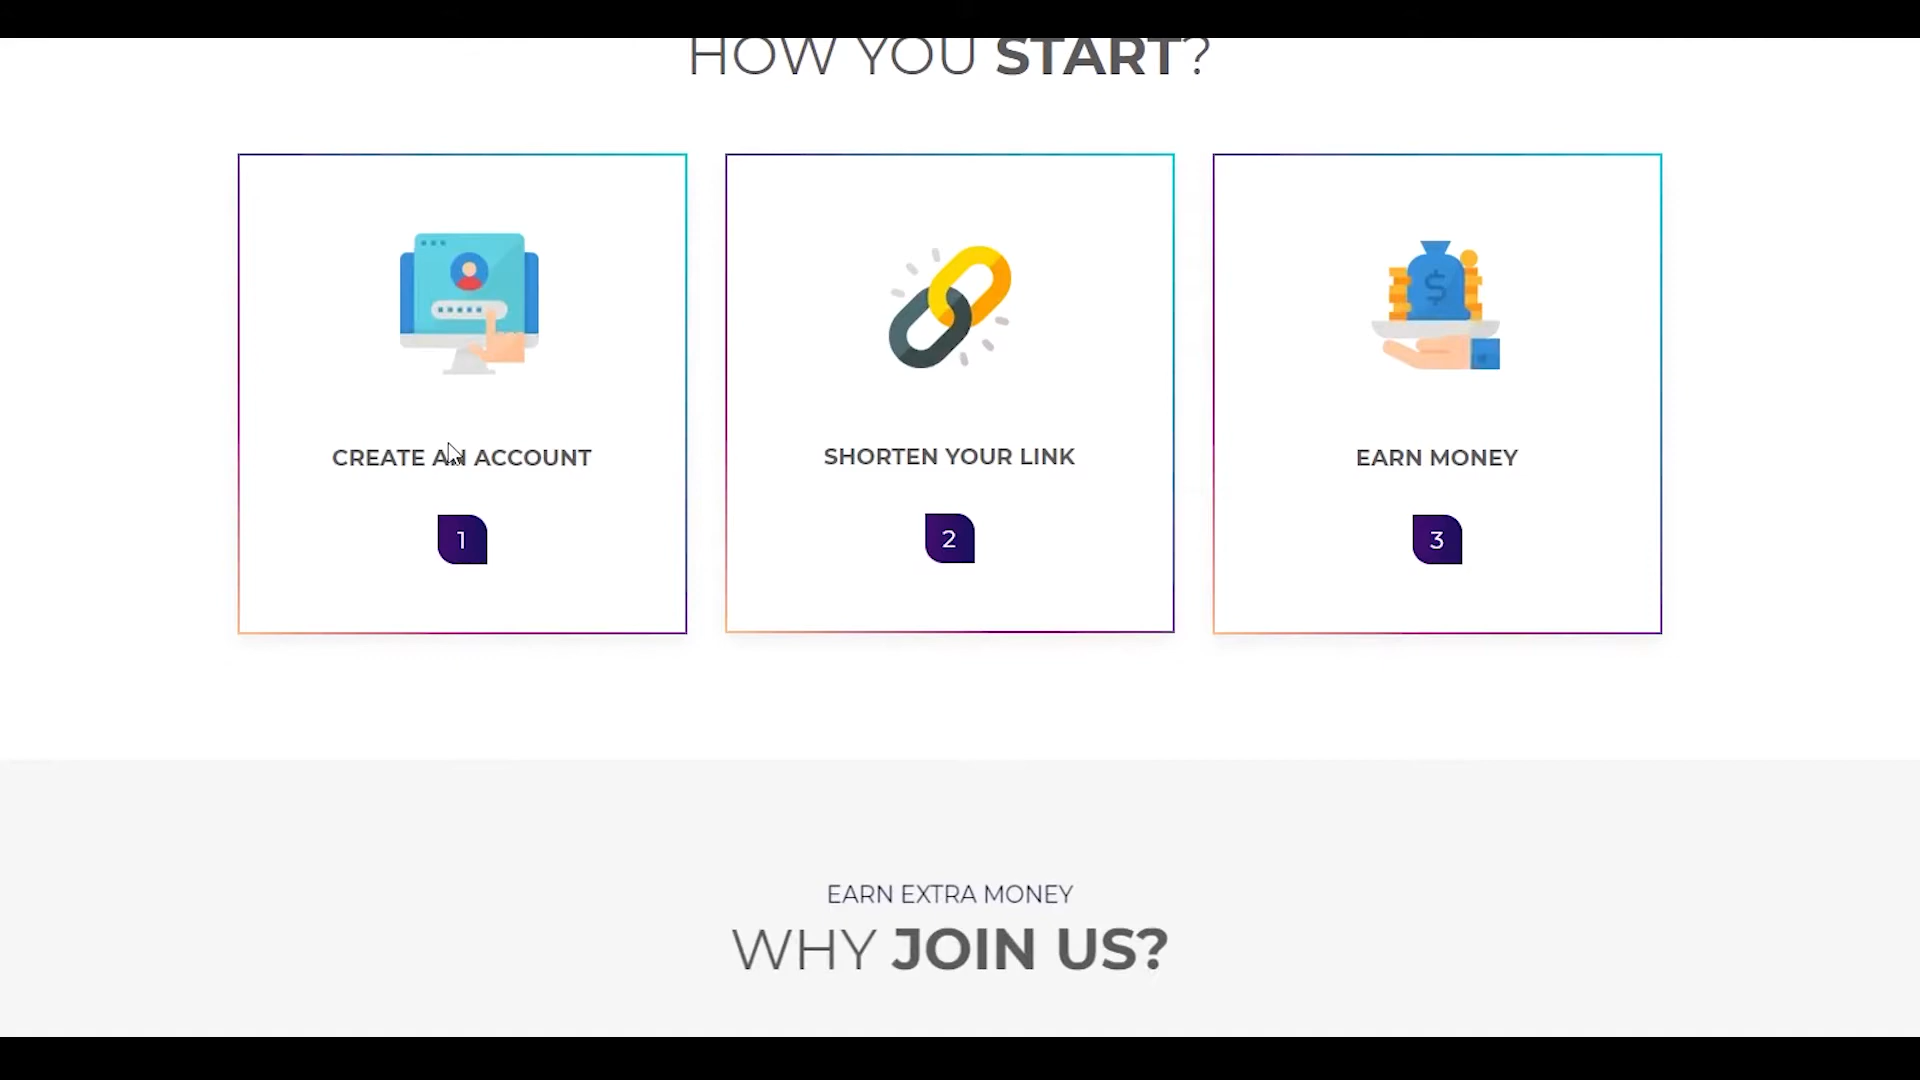 HOW YOU START?
CREATE AN ACCOUNT
1
SHORTEN YOUR LINK
2
EARN MONEY
3
EARN EXTRA MONEY
WHY JOIN US?